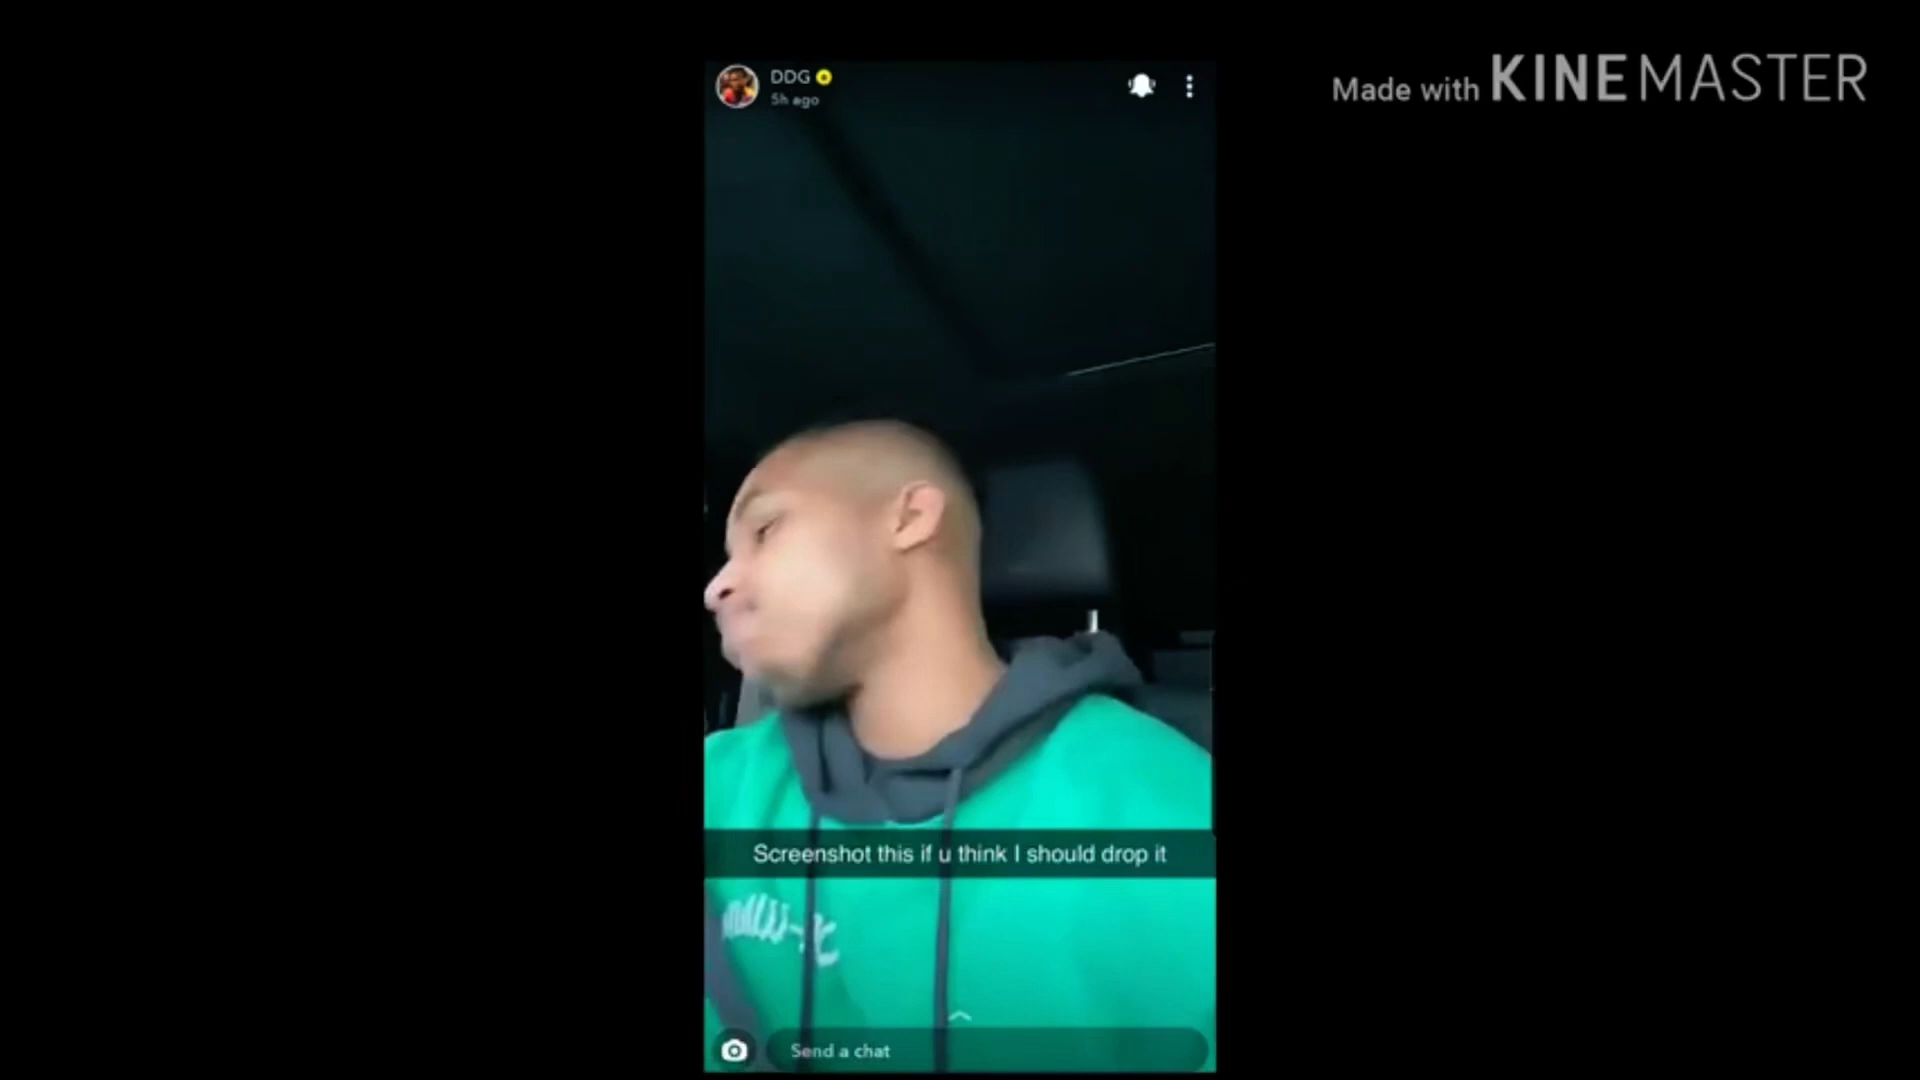 DDG
5h ago
Made with KINEMASTER
Screenshot this if u think I should drop it
Send a chat